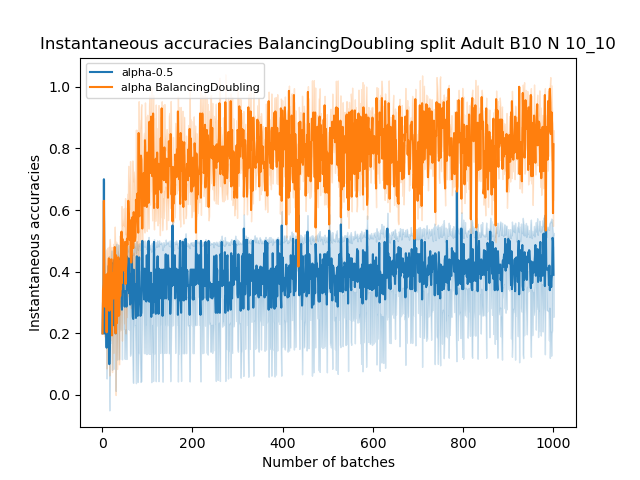 Instantaneous accuracies BalancingDoubling split Adult B10 N 10_10
alpha-0.5
alpha BalancingDoubling
Instantaneous accuracies
1.0
0.8
0.6
0.4
0.2
0.0
0
200
400
600
800
1000
Number of batches